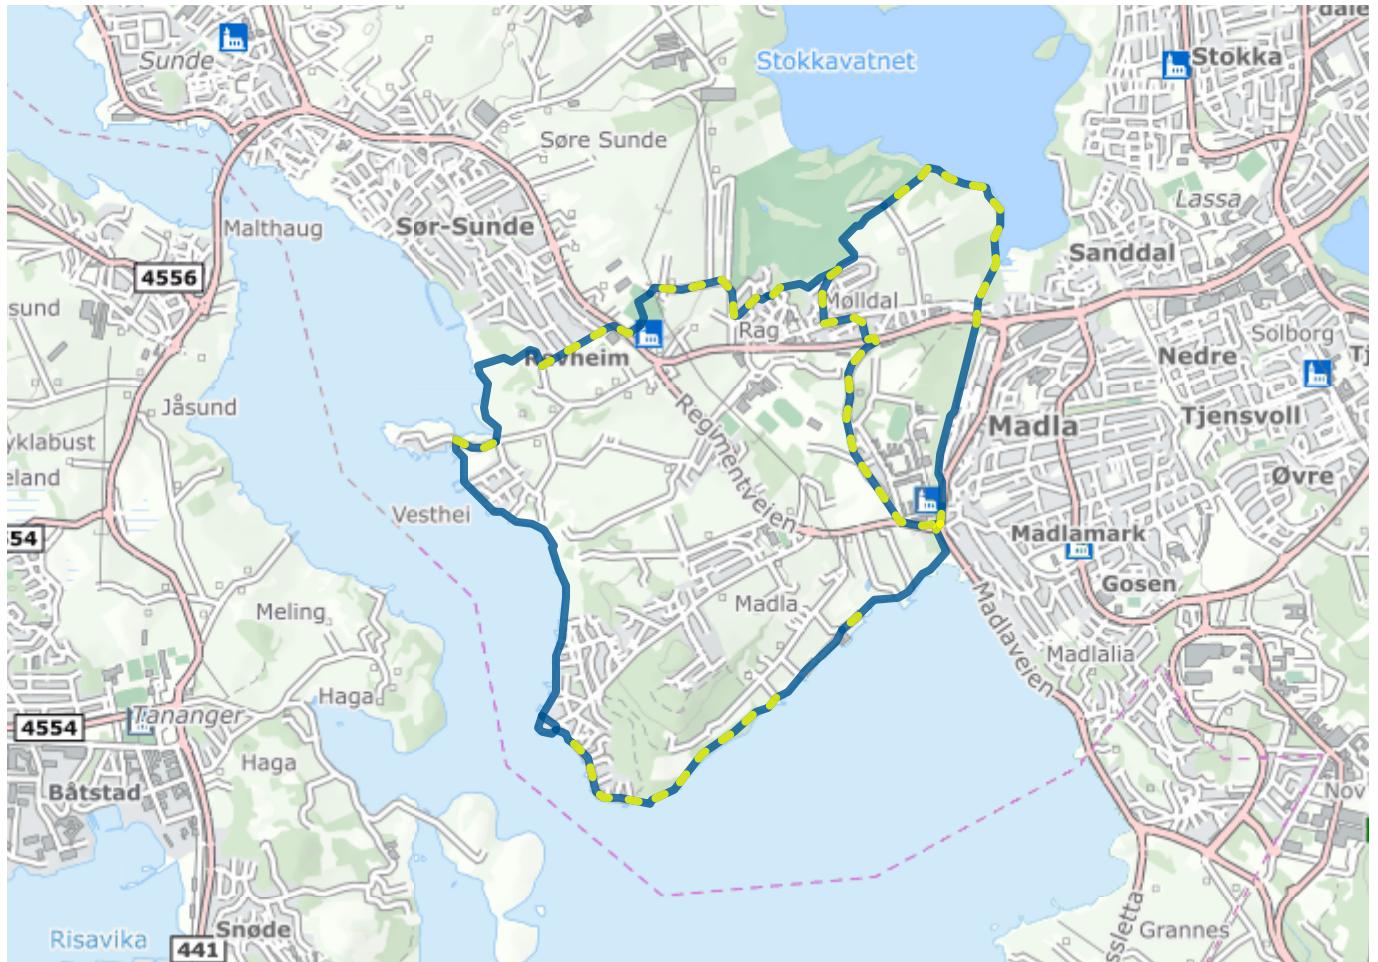 Stokkavatnet
Sunde
Stokka
Søre Sunde
Lassa
Malthaug
Sør-Sunde
Sanddal
4556
sund
Mølldal
Rag
Solborg
Nedre
Jåsund
Regimentveien
Madla
Tjensvoll
Øvre
yklabust
eland
Vesthei
54
Madlamark
Gosen
Meling
Madla
Madlaveien
Madlalia
Haga
Tananger
4554
Haga
Båtstad
Nov
Snøde
Risavika
441
ssletta
Grannes